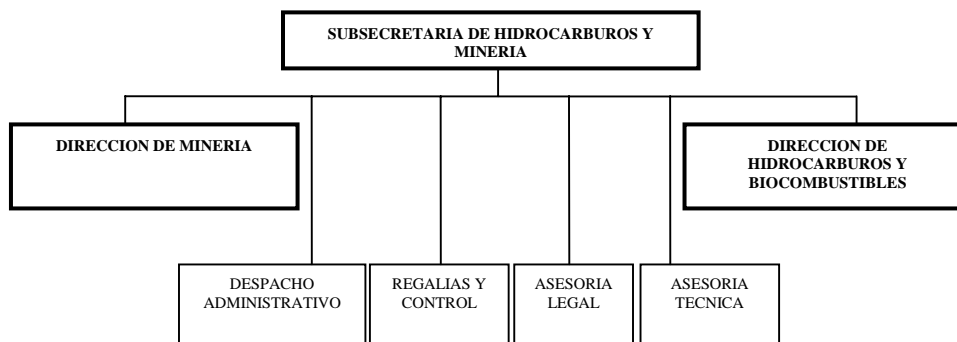 SUBSECRETARIA DE HIDROCARBUROS Y
MINERIA
DIRECCION DE MINERIA
DIRECCION DE
HIDROCARBUROS Y
BIOCOMBUSTIBLES
DESPACHO
ADMINISTRATIVO
REGALIAS Y
CONTROL
ASESORIA
LEGAL
ASESORIA
TECNICA